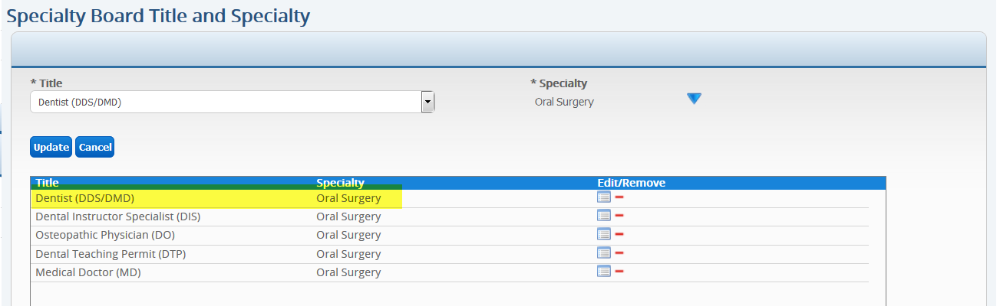 Specialty Board Title and Specialty
* Title * Specialty
Dentist (DDS/DMD) Oral Surgery
Update Cancel
Title Specialty Edit/Remove
Dentist (DDS/DMD) Oral Surgery
Dental Instructor Specialist (DIS) Oral Surgery
Osteopathic Physician (DO) Oral Surgery
Dental Teaching Permit (DTP) Oral Surgery
Medical Doctor (MD) Oral Surgery